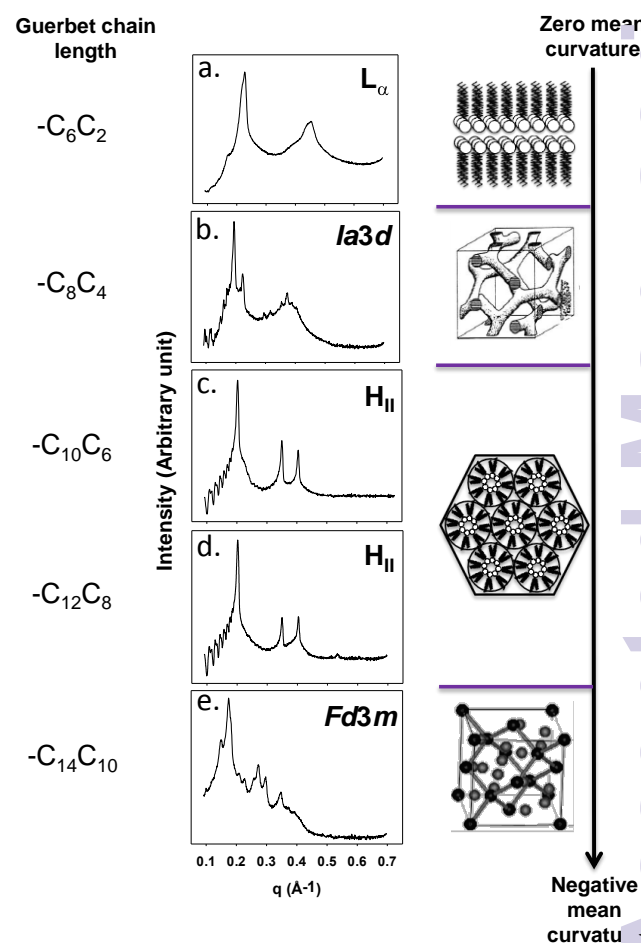 Guerbet chain
length
Zero mean
curvature
a.
Lα
-C6C2
b.
Ia3d
-C8C4
c.
HII
-C10C6
Intensity (Arbitrary unit)
d.
HII
-C12C8
e.
Fd3m
-C14C10
0.1 0.2 0.3 0.4 0.5 0.6 0.7
q (Å-1)
Negative
mean
curvatu